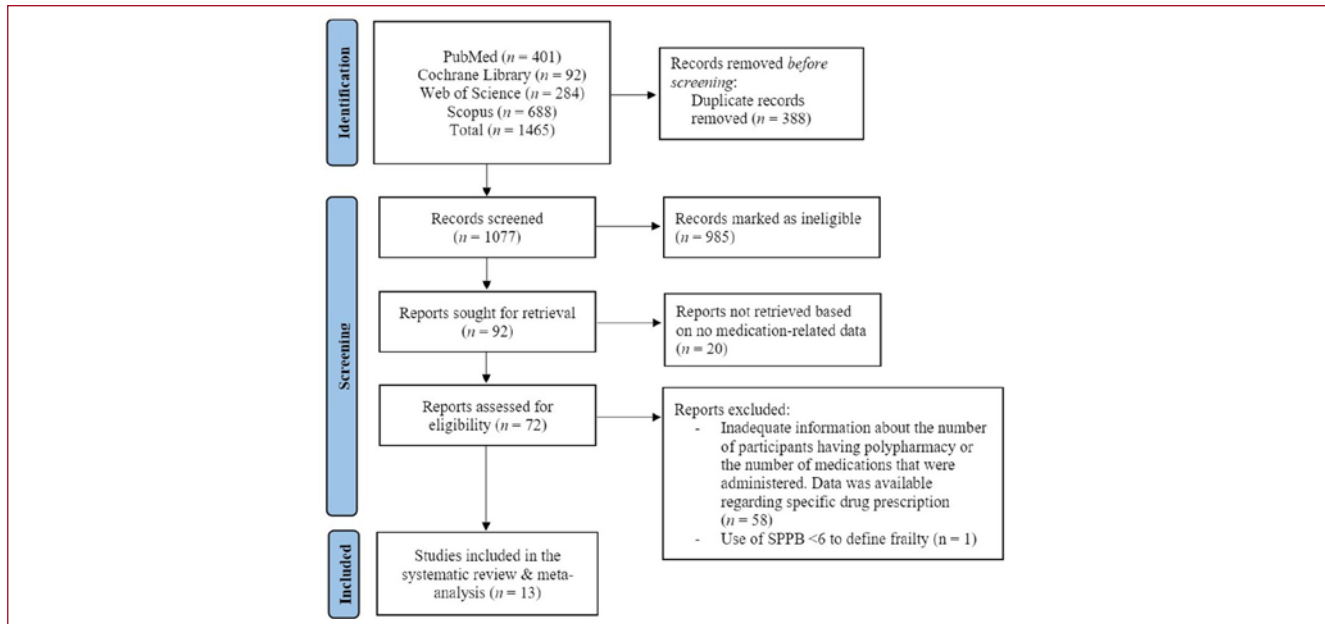 Identification
PubMed (n = 401)
Cochrane Library (n = 92)
Web of Science (n = 284)
Scopus (n = 688)
Total (n = 1465)
Records removed before
screening:
Duplicate records
removed (n = 388)
Screening
Records screened
(n = 1077)
Records marked as ineligible
(n = 985)
Reports sought for retrieval
(n = 92)
Reports not retrieved based
on no medication-related data
(n = 20)
Reports assessed for
eligibility (n = 72)
Reports excluded:
- Inadequate information about the number
of participants having polypharmacy or
the number of medications that were
administered. Data was available
regarding specific drug prescription
(n = 58)
- Use of SPPB <6 to define frailty (n = 1)
Included
Studies included in the
systematic review & meta-
analysis (n = 13)